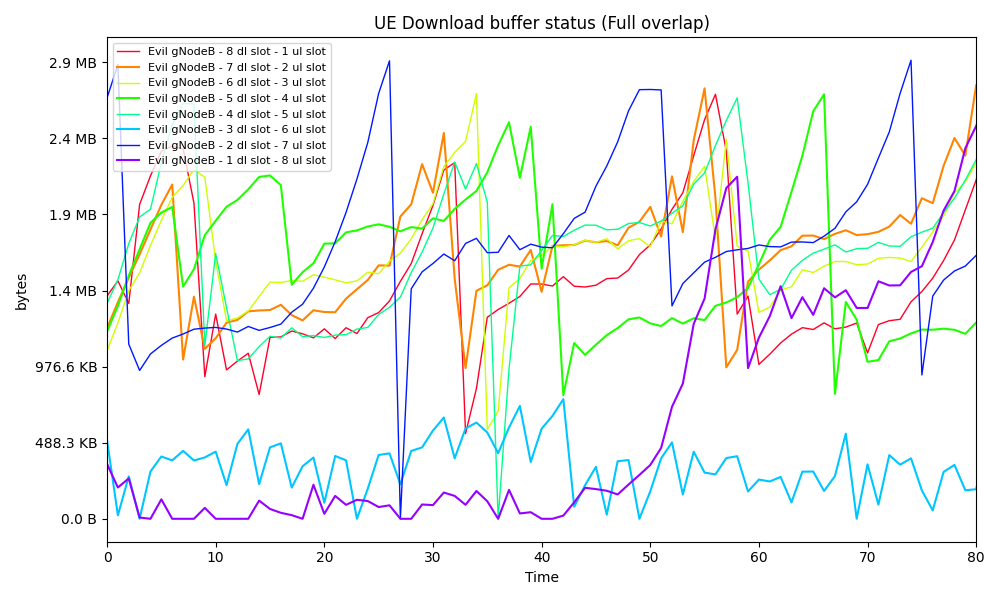 UE Download buffer status (Full overlap)
Evil gNodeB - 8 dl slot - 1 ul slot
Evil gNodeB - 7 dl slot - 2 ul slot
Evil gNodeB - 6 dl slot - 3 ul slot
Evil gNodeB - 5 dl slot - 4 ul slot
Evil gNodeB - 4 dl slot - 5 ul slot
Evil gNodeB - 3 dl slot - 6 ul slot
Evil gNodeB - 2 dl slot - 7 ul slot
Evil gNodeB - 1 dl slot - 8 ul slot
2.9 MB
2.4 MB
1.9 MB
1.4 MB
976.6 KB
488.3 KB
0.0 B
bytes
0 10 20 30 40 50 60 70 80
Time